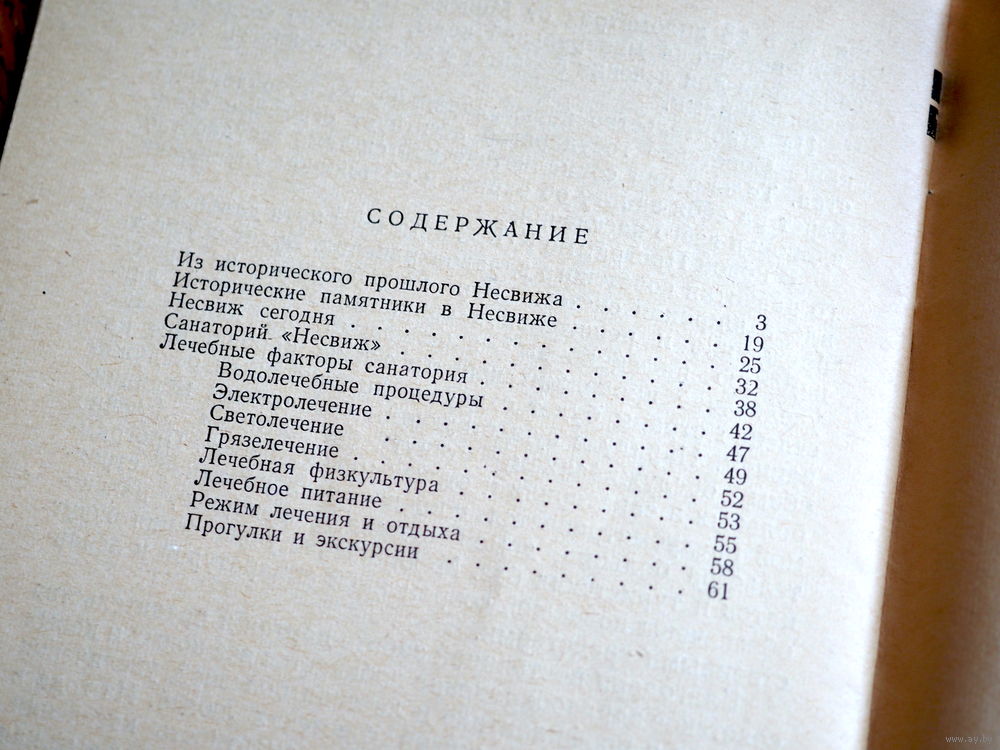 СОДЕРЖАНИЕ
Из исторического прошлого Несвижа . . . . . . 3
Исторические памятники в Несвиже . . . . . . 19
Несвиж сегодня . . . . . . . . . . . . . 25
Санаторий «Несвиж» . . . . . . . . . . . 32
Лечебные факторы санатория . . . . . . . . 38
Водолечебные процедуры . . . . . . . . 42
Электролечение . . . . . . . . . . . 47
Светолечение . . . . . . . . . . . 49
Грязелечение . . . . . . . . . . . . 52
Лечебная физкультура . . . . . . . . 53
Лечебное питание . . . . . . . . . . . 55
Режим лечения и отдыха . . . . . . . . 58
Прогулки и экскурсии . . . . . . . . . 61
www.ay.by